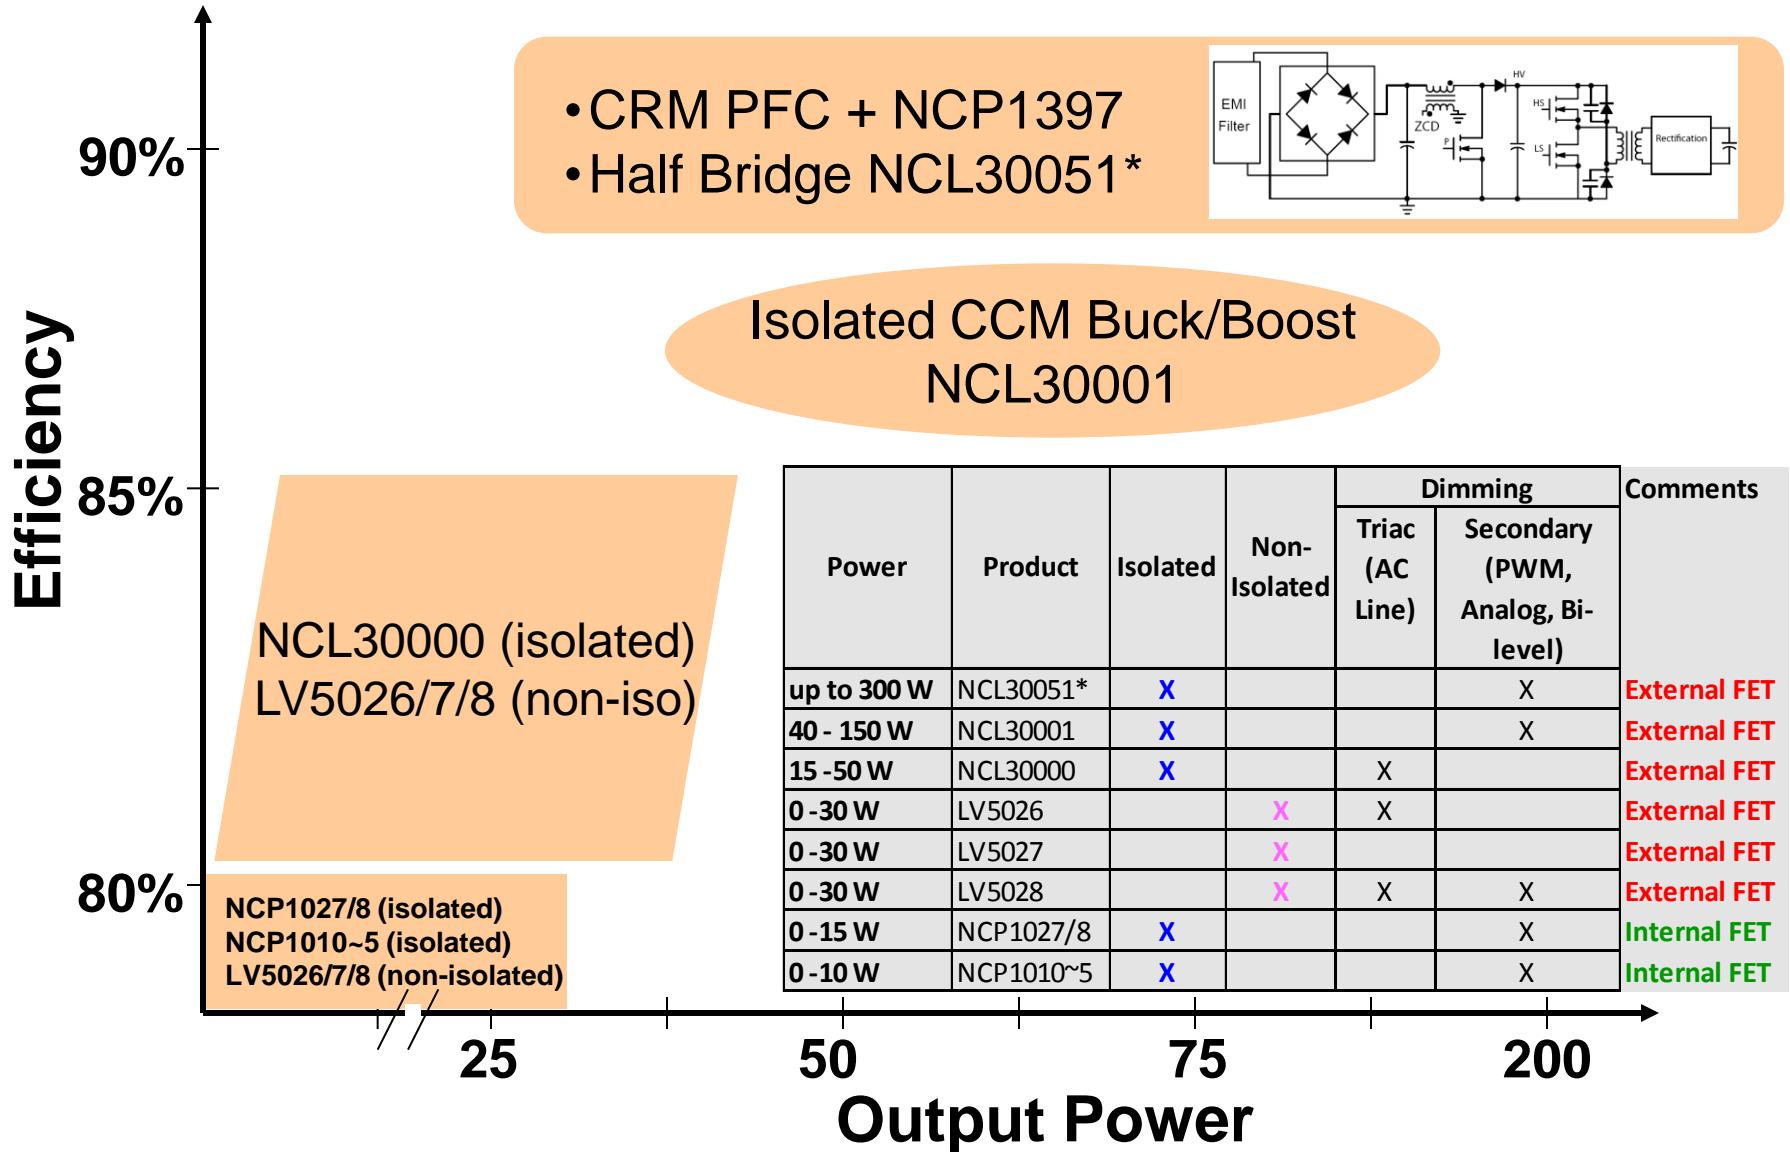 • CRM PFC + NCP1397
• Half Bridge NCL30051*
EMI
Filter
ZCD
HV
HS
LS
P
Rectification
90%
Isolated CCM Buck/Boost
NCL30001
Efficiency
85%
NCL30000 (isolated)
LV5026/7/8 (non-iso)
80%
NCP1027/8 (isolated)
NCP1010~5 (isolated)
LV5026/7/8 (non-isolated)
Power Product Isolated Non-Isolated Dimming Comments
Triac (AC Line) Secondary (PWM, Analog, Bi-level)
up to 300 W NCL30051* X X External FET
40 - 150 W NCL30001 X X External FET
15 -50 W NCL30000 X X External FET
0 -30 W LV5026 X X External FET
0 -30 W LV5027 X External FET
0 -30 W LV5028 X X X External FET
0 -15 W NCP1027/8 X X Internal FET
0 -10 W NCP1010~5 X X Internal FET
25 50 75 200
Output Power